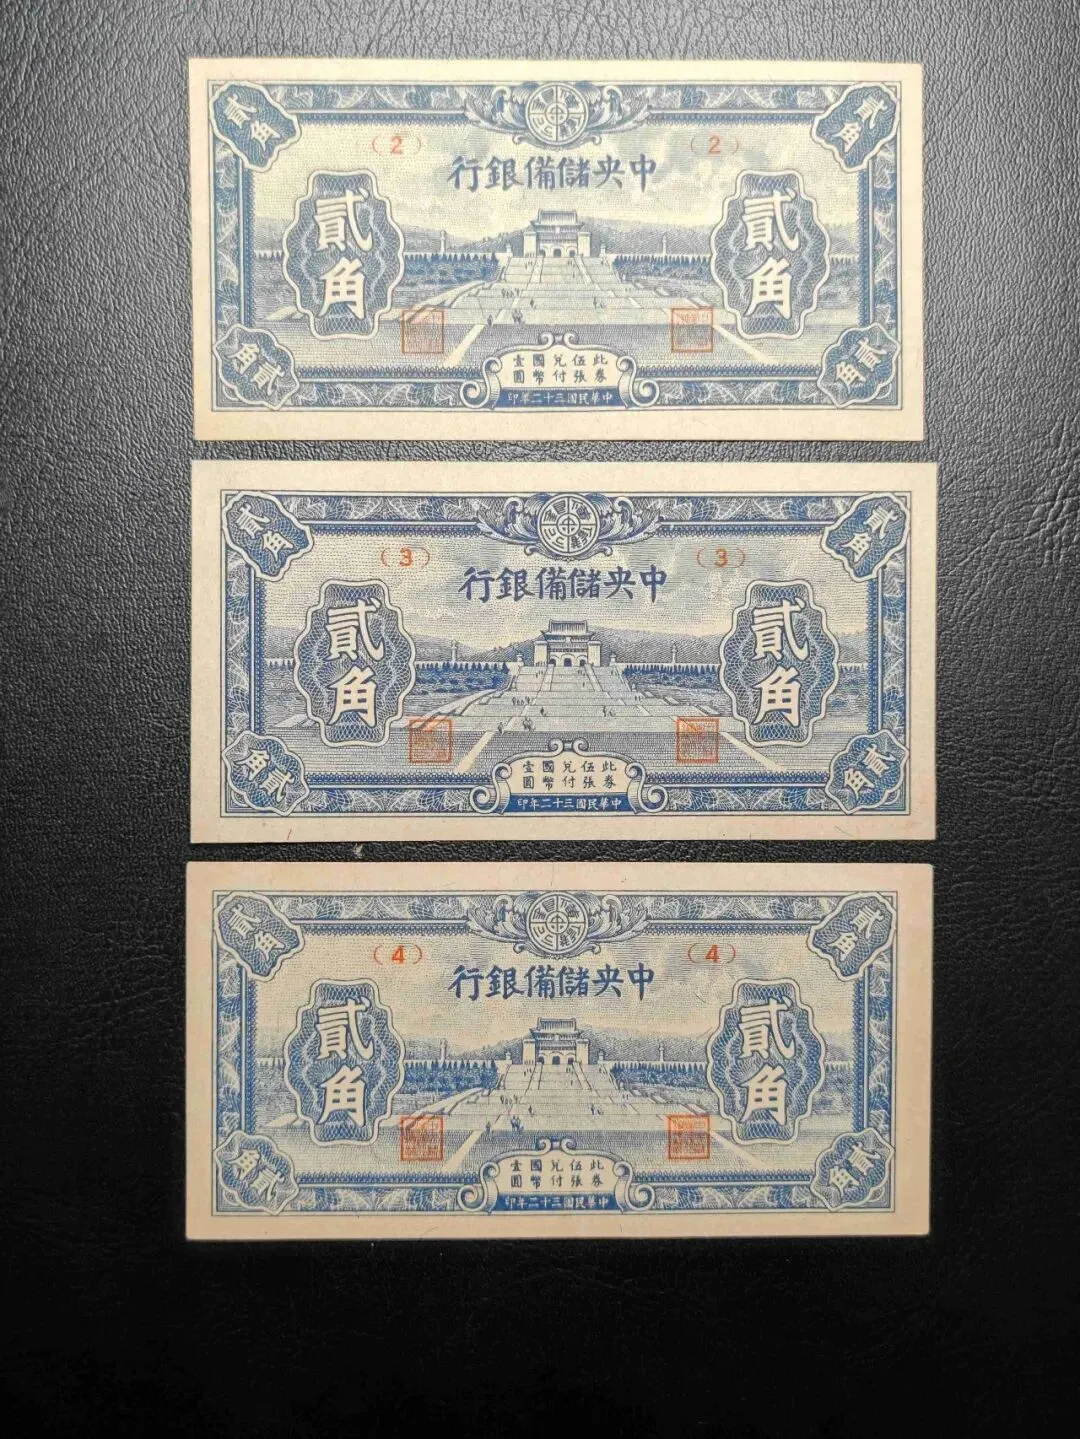 貳角
貳角
(2)
(2)
中央儲備銀行
貳角
貳角
此券
伍張
兌付
國幣
壹圓
中華民國三十二年印
貳角
貳角
貳角
貳角
(3)
(3)
中央儲備銀行
貳角
貳角
此券
伍張
兌付
國幣
壹圓
中華民國三十二年印
貳角
貳角
貳角
貳角
(4)
(4)
中央儲備銀行
貳角
貳角
此券
伍張
兌付
國幣
壹圓
中華民國三十二年印
貳角
貳角